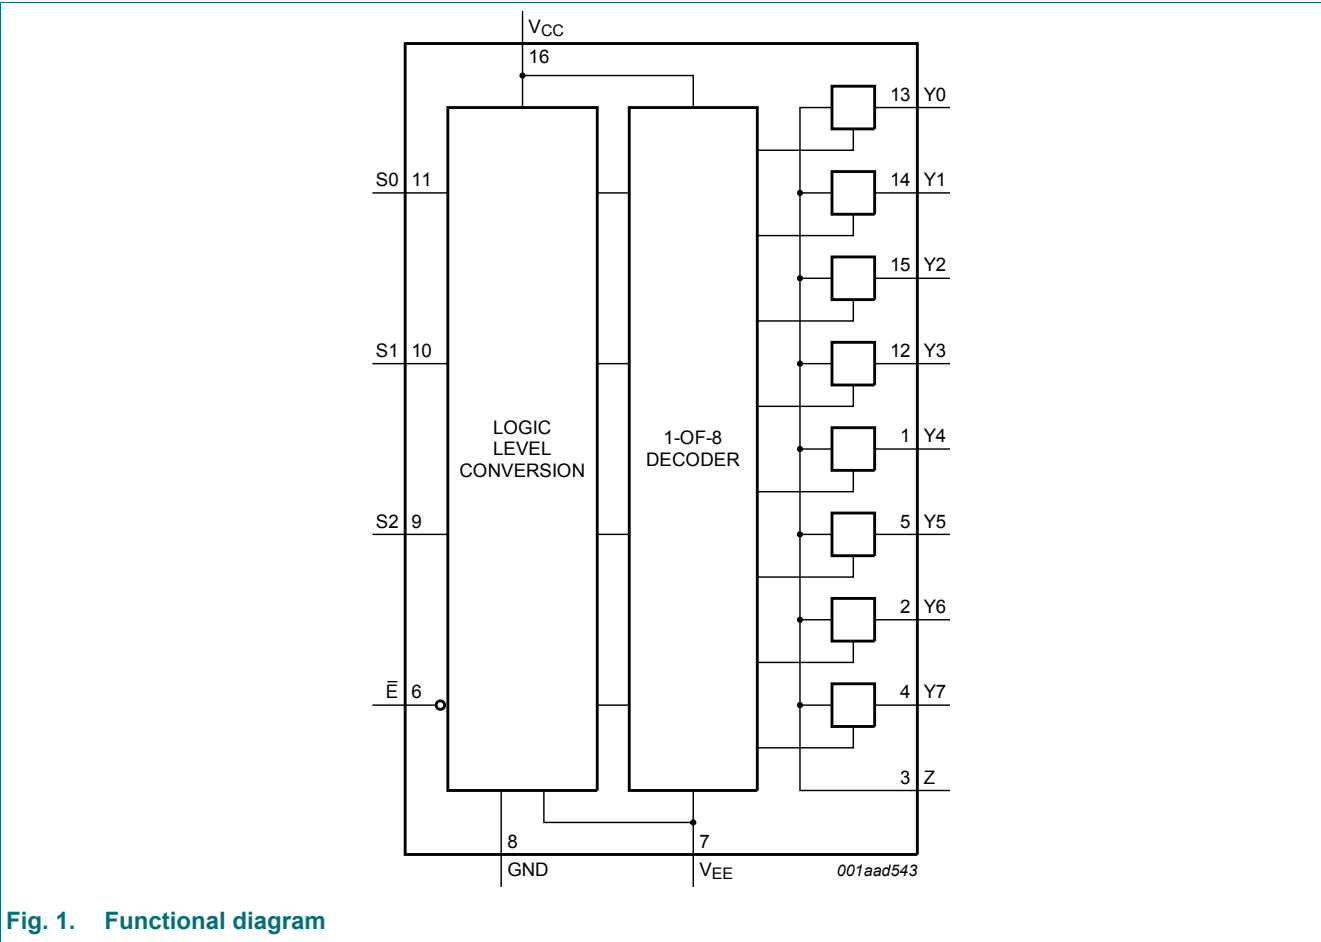 VCC
16
13 Y0
S0 11
14 Y1
15 Y2
S1 10
12 Y3
LOGIC
LEVEL
CONVERSION
1-OF-8
DECODER
1 Y4
S2 9
5 Y5
2 Y6
E̅ 6
4 Y7
3 Z
8
GND
7
VEE
001aad543
Fig. 1. Functional diagram